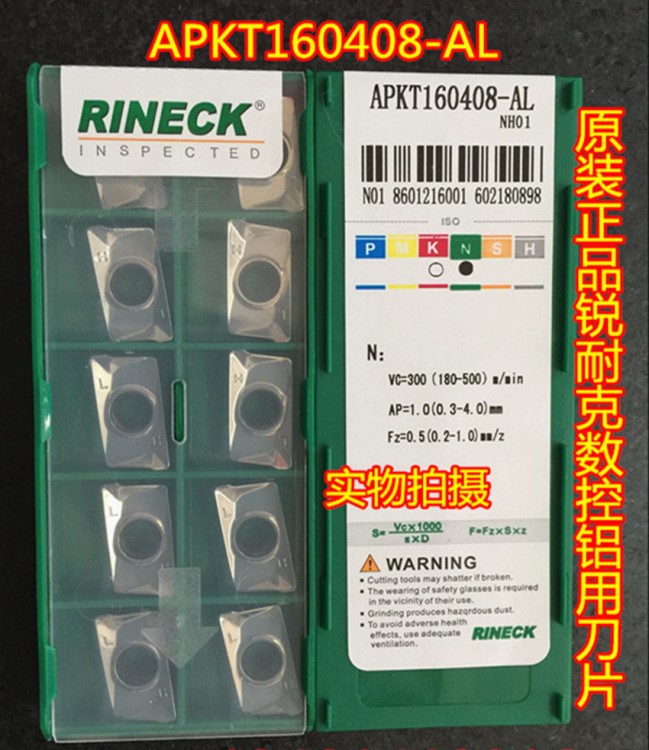 APKT160408-AL
RINECK®
INSPECTED
H
H
L
H
L
L
L
L
APKT160408-AL
NH01
N01 8601216001 602180898
ISO
P M K N S H
N:
VC=300 (180-500) m/min
AP=1.0(0.3-4.0)mm
Fz=0.5(0.2-1.0)mm/z
实物拍摄
S= Vc×1000
π×D
F=Fz×S×z
WARNING
Cutting tools may shatter if broken.
The wearing of safety glasses is required
in the vicinity of their use.
Grinding produces hazqrdous dust.
To avoid adverse health
effects, use adequate
ventilation.
RINECK
原装正品锐耐克数控铝用刀片